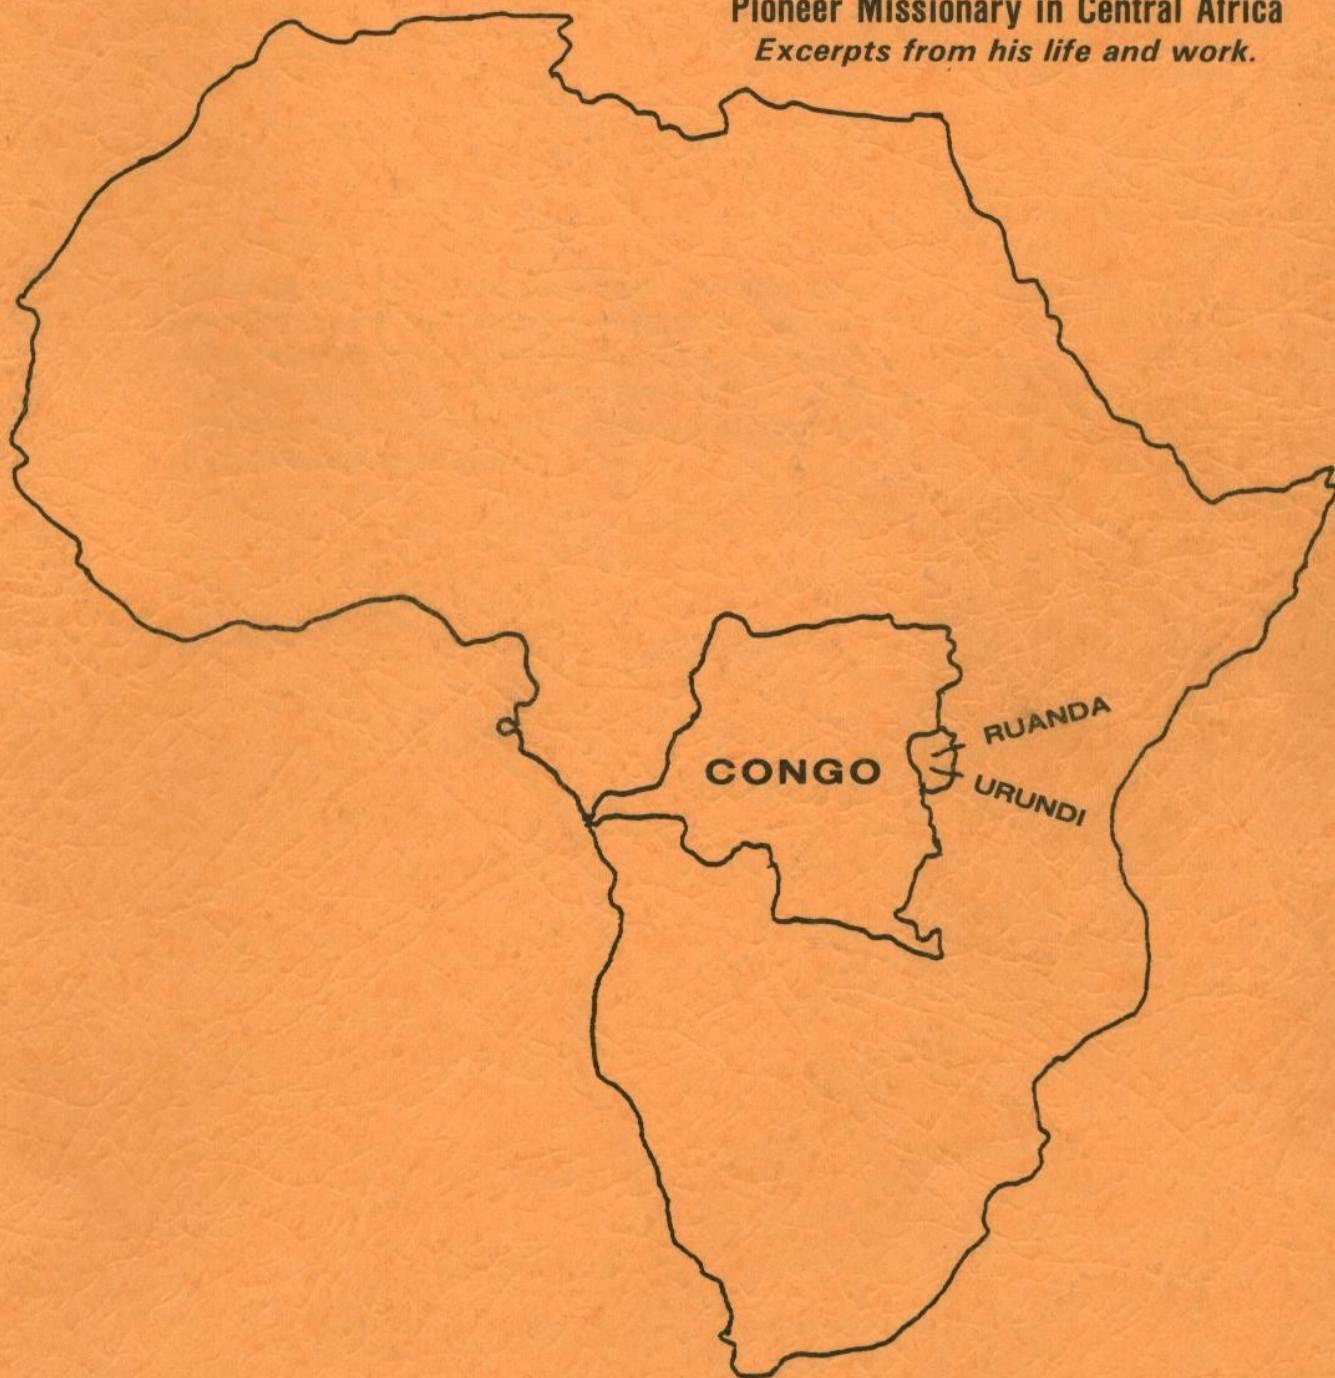 Pioneer Missionary in Central Africa
Excerpts from his life and work.
RUANDA
CONGO
URUNDI